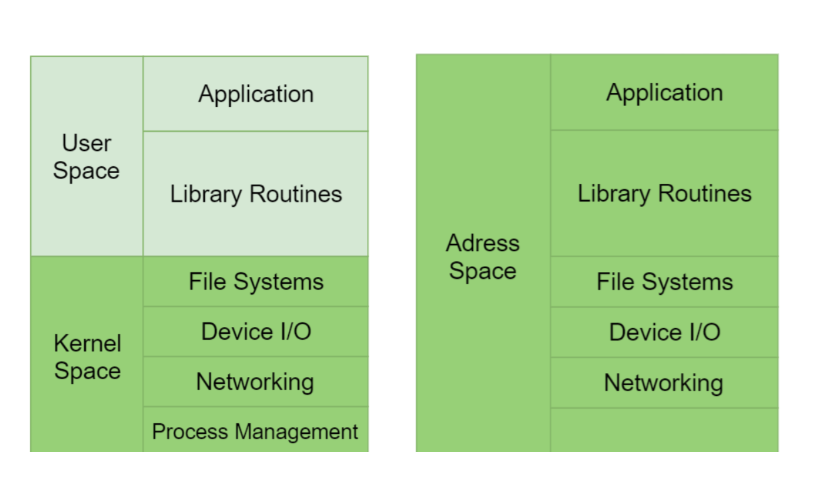 User
Space
Application
Library Routines
Kernel
Space
File Systems
Device I/O
Networking
Process Management
Adress
Space
Application
Library Routines
File Systems
Device I/O
Networking